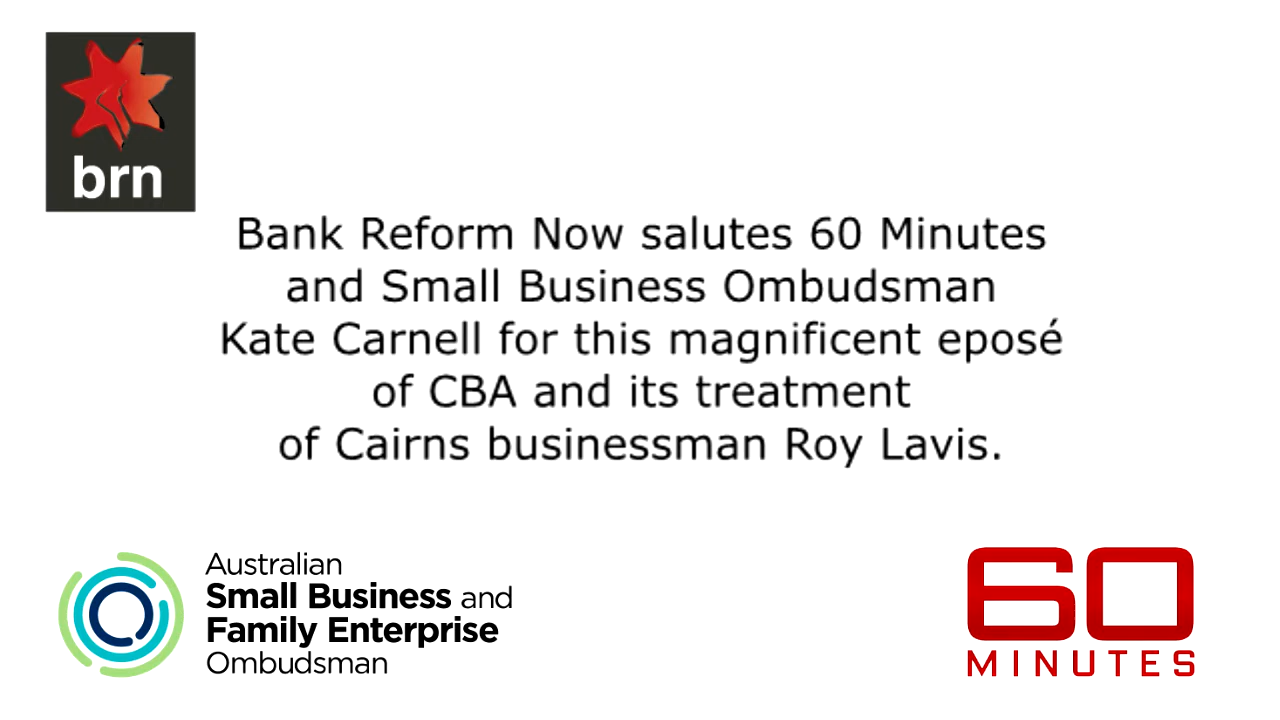 brn
Bank Reform Now salutes 60 Minutes
and Small Business Ombudsman
Kate Carnell for this magnificent eposé
of CBA and its treatment
of Cairns businessman Roy Lavis.
Australian
Small Business and
Family Enterprise
Ombudsman
60
MINUTES